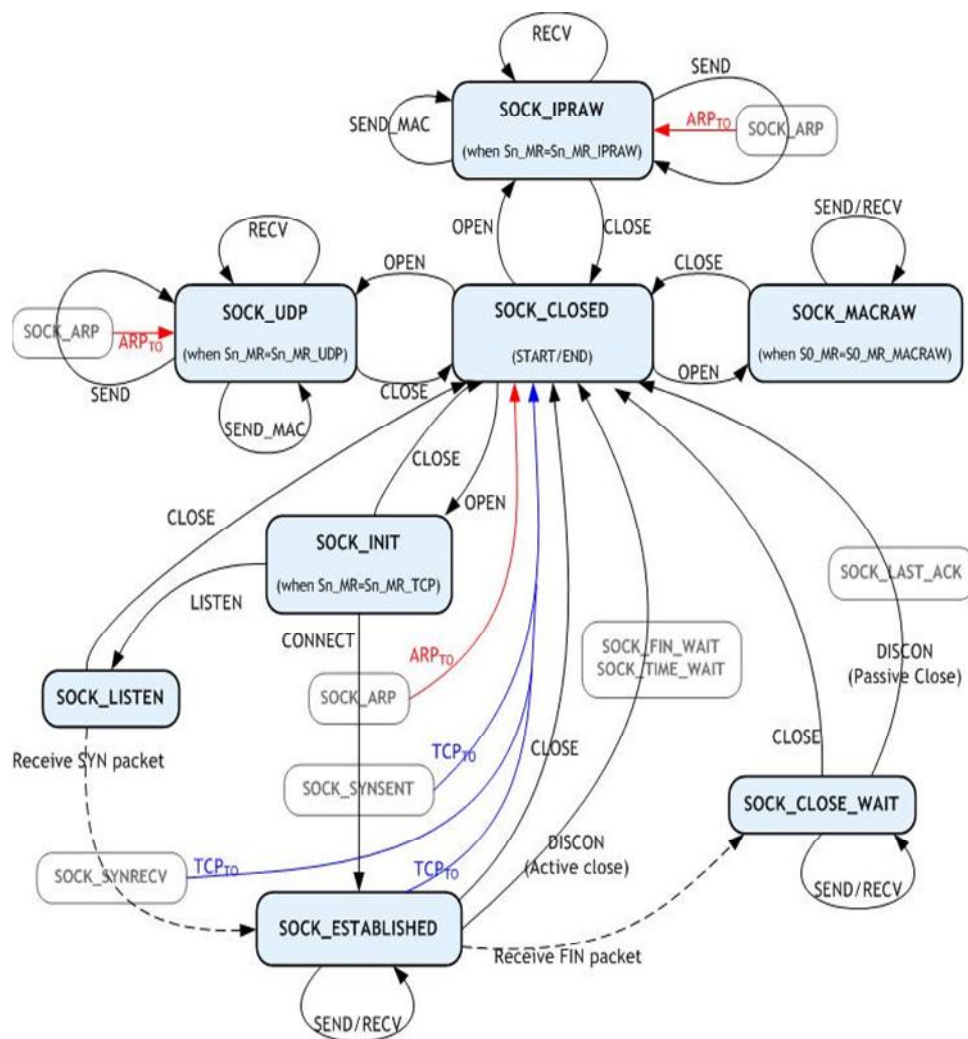 RECV
SEND
SOCK_IPRAW
SEND_MAC
ARPTO
SOCK_ARP
(when Sn_MR=Sn_MR_IPRAW)
SEND/RECV
RECV
OPEN
CLOSE
OPEN
CLOSE
SOCK_UDP
SOCK_CLOSED
SOCK_MACRAW
SOCK_ARP
ARPTO
(when Sn_MR=Sn_MR_UDP)
(START/END)
(when S0_MR=S0_MR_MACRAW)
OPEN
SEND
CLOSE
SEND_MAC
CLOSE
OPEN
CLOSE
SOCK_INIT
(when Sn_MR=Sn_MR_TCP)
SOCK_LAST_ACK
LISTEN
CONNECT
SOCK_FIN_WAIT
SOCK_TIME_WAIT
ARPTO
DISCON
(Passive Close)
SOCK_LISTEN
SOCK_ARP
CLOSE
Receive SYN packet
TCPTO
CLOSE
SOCK_SYNSENT
SOCK_CLOSE_WAIT
DISCON
(Active close)
SOCK_SYNRECV
TCPTO
TCPTO
SEND/RECV
SOCK_ESTABLISHED
Receive FIN packet
SEND/RECV